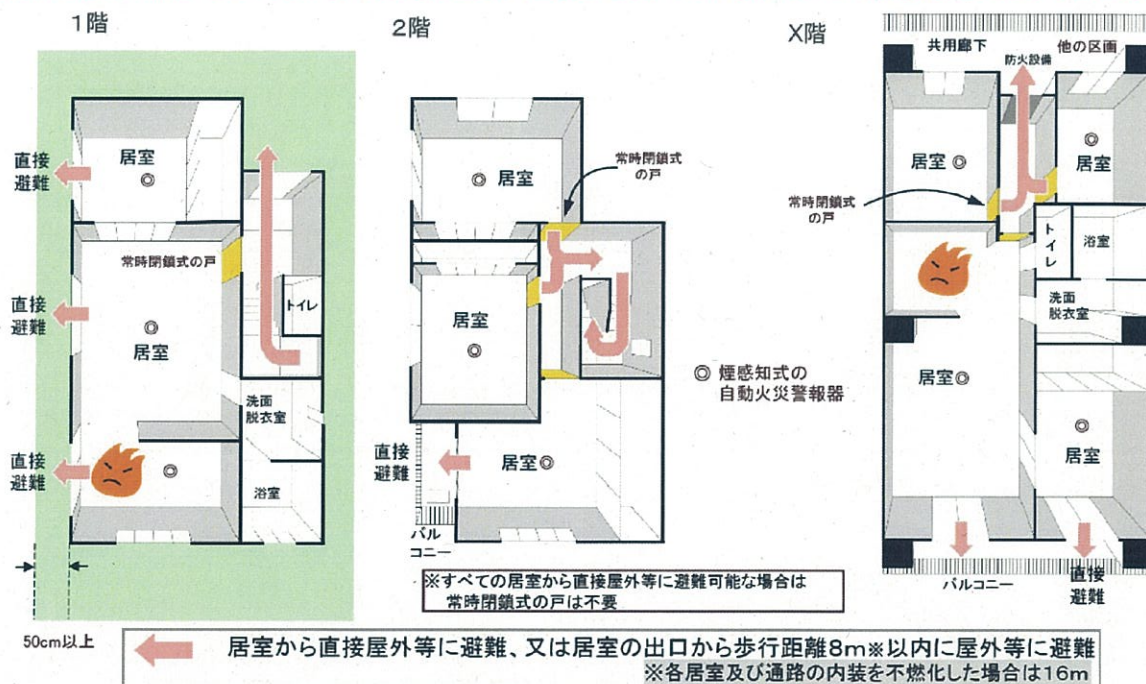 1階
直接
避難
居室
常時閉鎖式の戸
トイレ
直接
避難
居室
洗面
脱衣室
直接
避難
浴室
50cm以上
2階
居室
常時閉鎖式
の戸
居室
直接
避難
居室
バル
コニー
◎ 煙感知式の
自動火災警報器
※すべての居室から直接屋外等に避難可能な場合は
常時閉鎖式の戸は不要
X階
共用廊下
防火設備
他の区画
居室
居室
常時閉鎖式
の戸
トイレ
浴室
洗面
脱衣室
居室
居室
バルコニー
直接
避難
居室から直接屋外等に避難、又は居室の出口から歩行距離8m※以内に屋外等に避難
※各居室及び通路の内装を不燃化した場合は16m